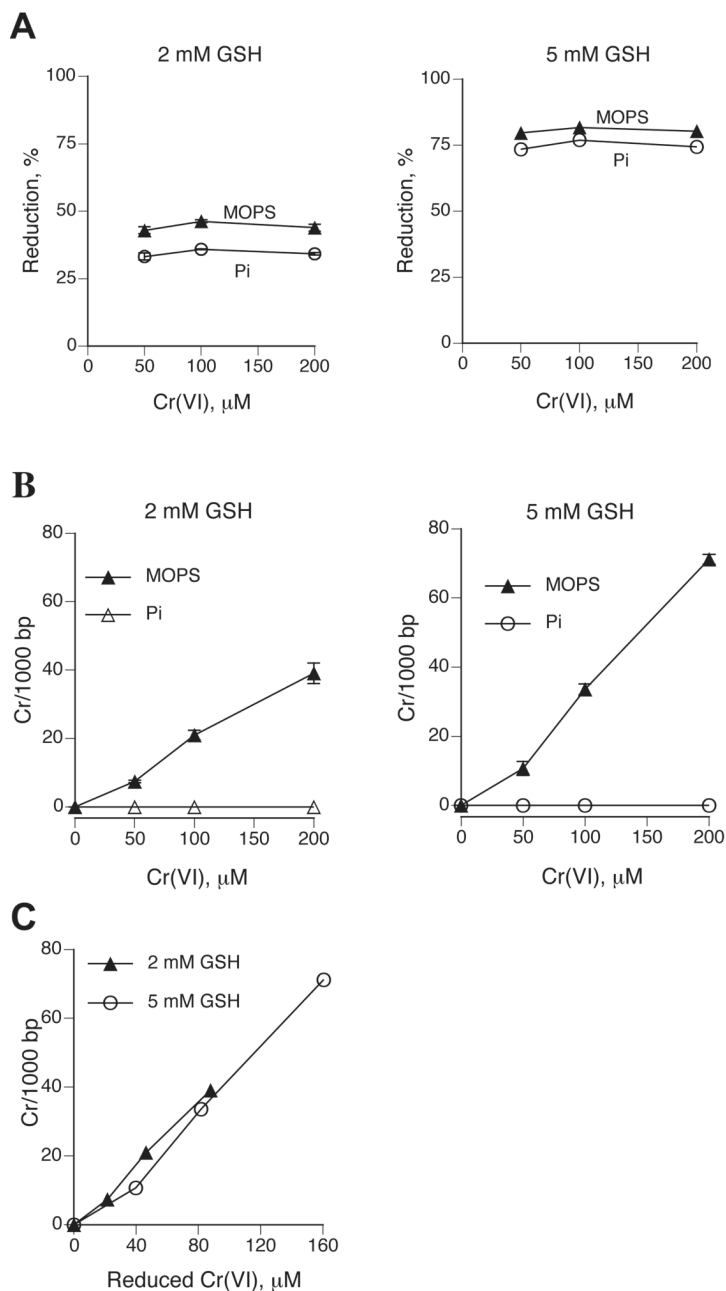 A
2 mM GSH
100
75
50
25
0
Reduction, %
MOPS
Pi
0 50 100 150 200
Cr(VI), μM
5 mM GSH
100
75
50
25
0
Reduction, %
MOPS
Pi
0 50 100 150 200
Cr(VI), μM
B
2 mM GSH
80
60
40
20
0
Cr/1000 bp
MOPS
Pi
0 50 100 150 200
Cr(VI), μM
5 mM GSH
80
60
40
20
0
Cr/1000 bp
MOPS
Pi
0 50 100 150 200
Cr(VI), μM
C
80
60
40
20
0
Cr/1000 bp
2 mM GSH
5 mM GSH
0 40 80 120 160
Reduced Cr(VI), μM